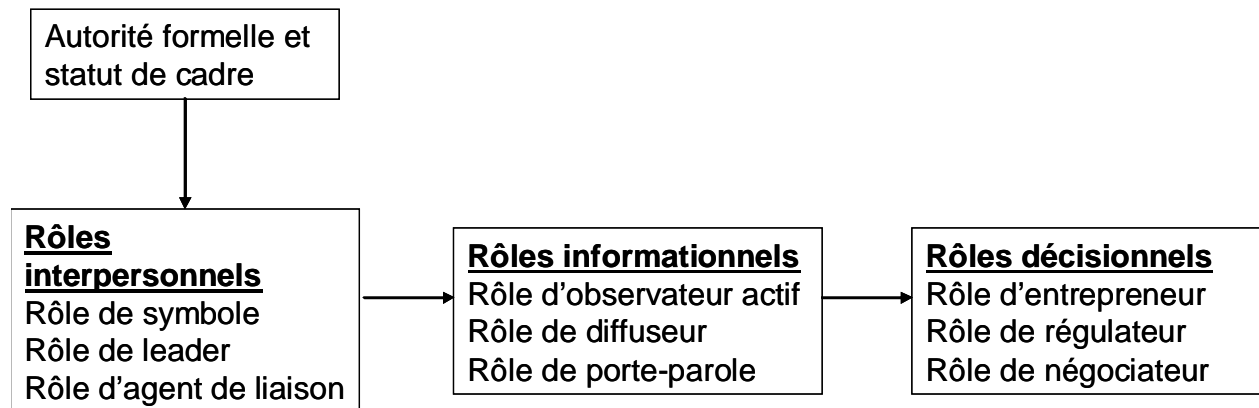 Autorité formelle et
statut de cadre
Rôles
interpersonnels
Rôle de symbole
Rôle de leader
Rôle d'agent de liaison
Rôles informationnels
Rôle d'observateur actif
Rôle de diffuseur
Rôle de porte-parole
Rôles décisionnels
Rôle d'entrepreneur
Rôle de régulateur
Rôle de négociateur